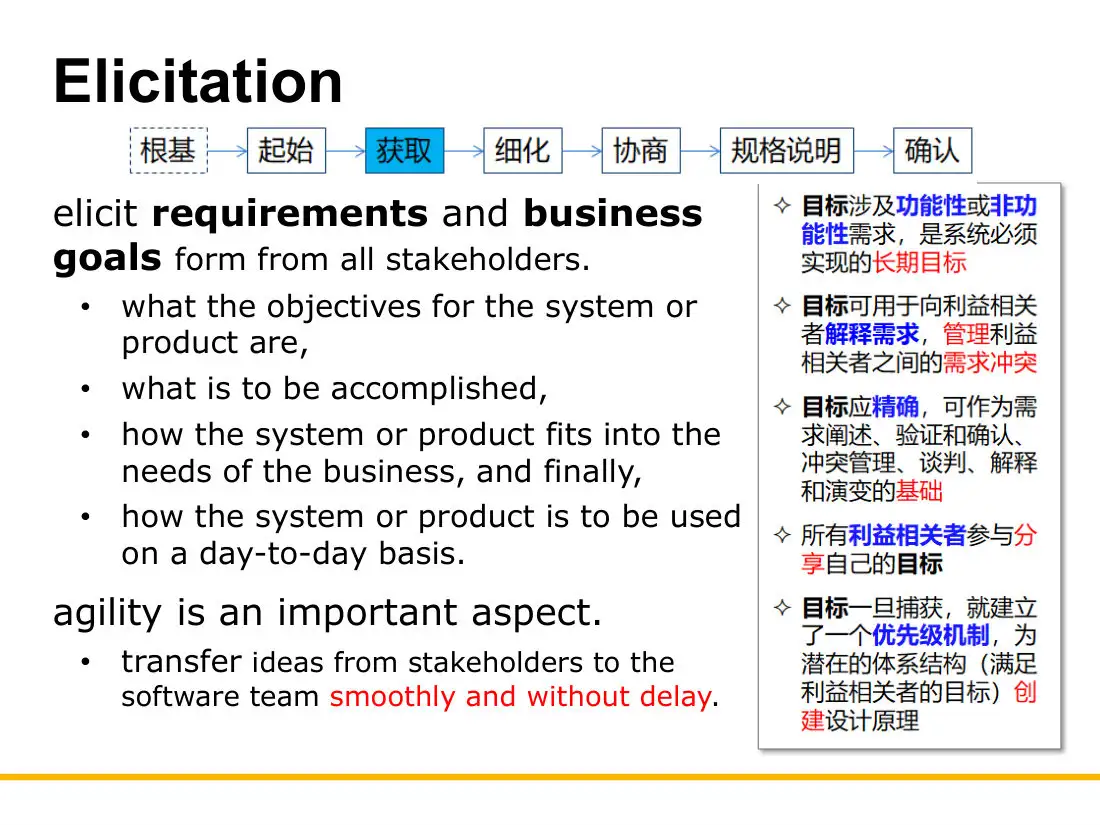 Elicitation
根基 起始 获取 细化 协商 规格说明 确认
elicit requirements and business
goals form from all stakeholders.
• what the objectives for the system or
product are,
• what is to be accomplished,
• how the system or product fits into the
needs of the business, and finally,
• how the system or product is to be used
on a day-to-day basis.
agility is an important aspect.
• transfer ideas from stakeholders to the
software team smoothly and without delay.
✧ 目标涉及功能性或非功
能性需求，是系统必须
实现的长期目标
✧ 目标可用于向利益相关
者解释需求，管理利益
相关者之间的需求冲突
✧ 目标应精确，可作为需
求阐述、验证和确认、
冲突管理、谈判、解释
和演变的基础
✧ 所有利益相关者参与分
享自己的目标
✧ 目标一旦捕获，就建立
了一个优先级机制，为
潜在的体系结构（满足
利益相关者的目标）创
建设计原理